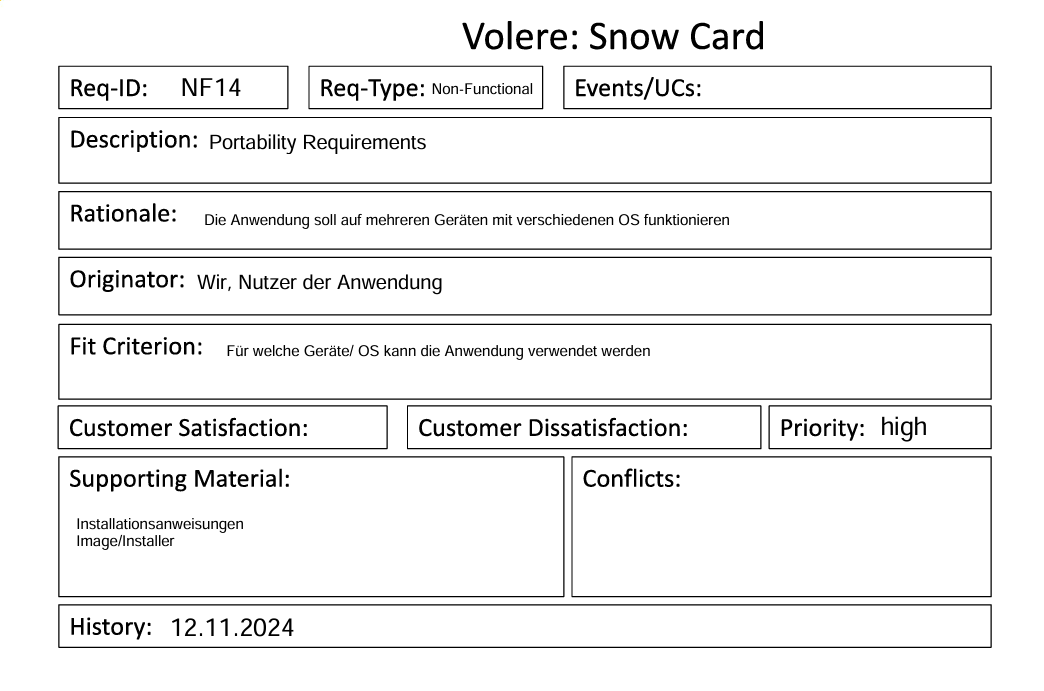 Volere: Snow Card
Req-ID: NF14
Req-Type: Non-Functional
Events/UCs:
Description: Portability Requirements
Rationale: Die Anwendung soll auf mehreren Geräten mit verschiedenen OS funktionieren
Originator: Wir, Nutzer der Anwendung
Fit Criterion: Für welche Geräte/ OS kann die Anwendung verwendet werden
Customer Satisfaction:
Customer Dissatisfaction:
Priority: high
Supporting Material:
Installationsanweisungen
Image/Installer
Conflicts:
History: 12.11.2024